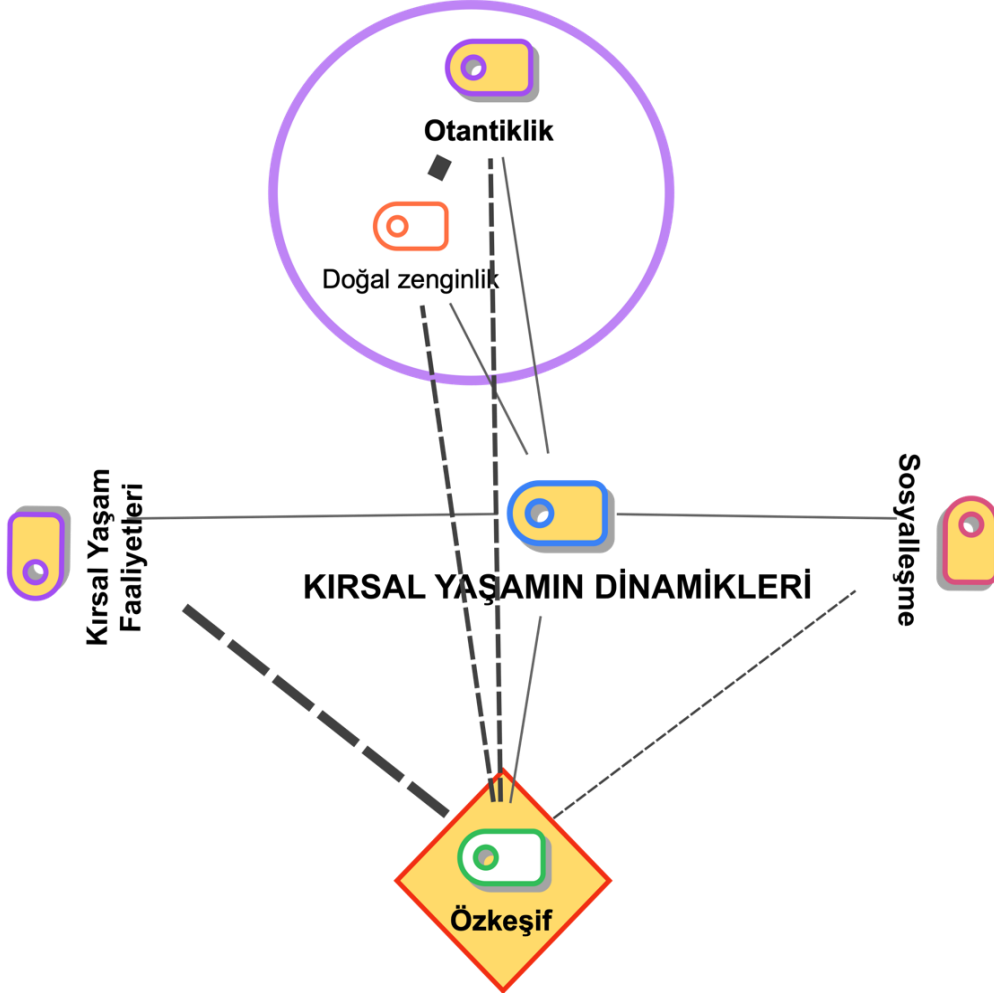 Otantiklik
Doğal zenginlik
Kırsal Yaşam
Faaliyetleri
Sosyalleşme
KIRSAL YAŞAMIN DİNAMİKLERİ
Özkeşif